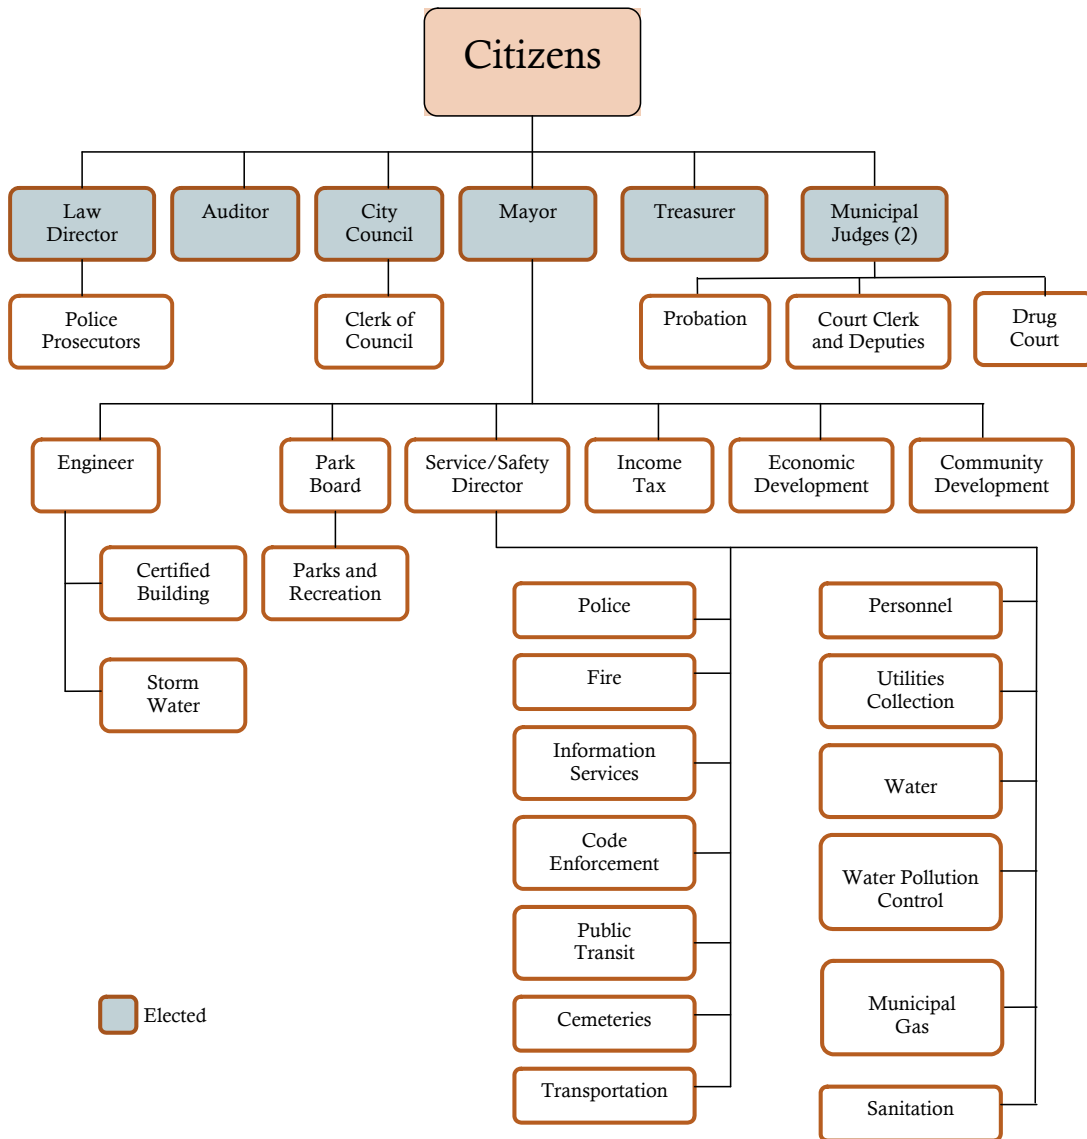 Citizens
Law
Director
Auditor
City
Council
Mayor
Treasurer
Municipal
Judges (2)
Police
Prosecutors
Clerk of
Council
Probation
Court Clerk
and Deputies
Drug
Court
Engineer
Park
Board
Service/Safety
Director
Income
Tax
Economic
Development
Community
Development
Certified
Building
Parks and
Recreation
Storm
Water
Police
Fire
Information
Services
Code
Enforcement
Public
Transit
Cemeteries
Transportation
Personnel
Utilities
Collection
Water
Water Pollution
Control
Municipal
Gas
Sanitation
Elected